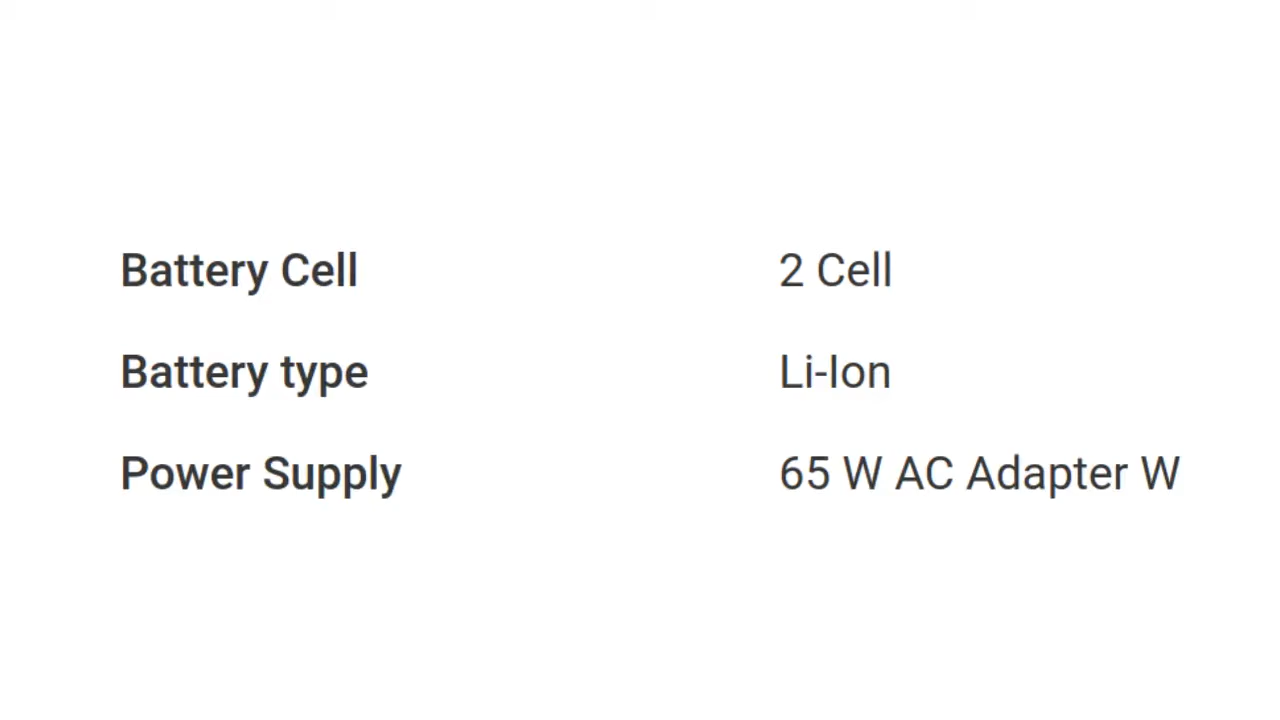 Battery Cell 2 Cell
Battery type Li-Ion
Power Supply 65 W AC Adapter W